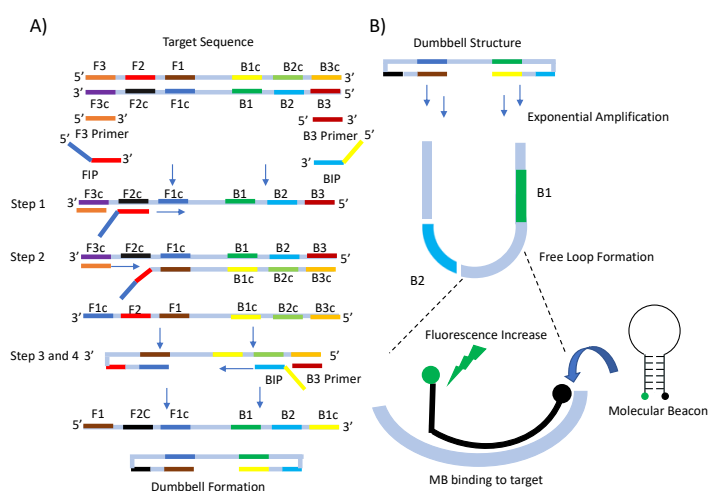 A)
Target Sequence
F3 F2 F1 B1c B2c B3c
5’ 3’
3’ 5’
F3c F2c F1c B1 B2 B3
5’ 3’
F3 Primer
5’ 3’
FIP
3’ 5’
B3 Primer
5’
3’
BIP
Step 1
F3c F2c F1c B1 B2 B3
3’ 5’
Step 2
F3c F2c F1c B1 B2 B3
3’ 5’
B1c B2c B3c
F1c F2 F1 B1c B2c B3c
5’
Step 3 and 4 3’ 5’
BIP
B3 Primer
F1 F2C F1c B1 B2 B1c
5’ 3’
Dumbbell Formation
B)
Dumbbell Structure
Exponential Amplification
B1
Free Loop Formation
B2
Fluorescence Increase
Molecular Beacon
MB binding to target